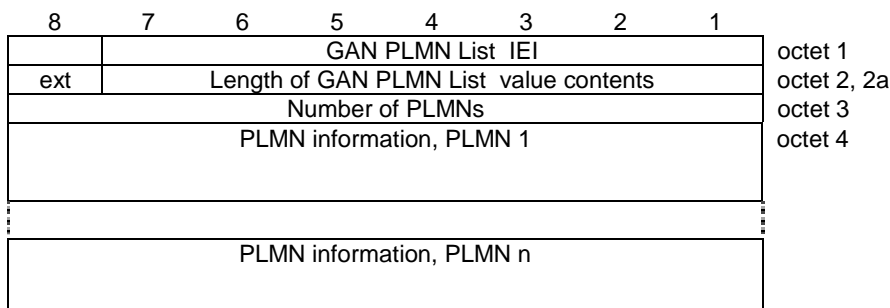 8 7 6 5 4 3 2 1
GAN PLMN List IEI octet 1
ext Length of GAN PLMN List value contents octet 2, 2a
Number of PLMNs octet 3
PLMN information, PLMN 1 octet 4
PLMN information, PLMN n